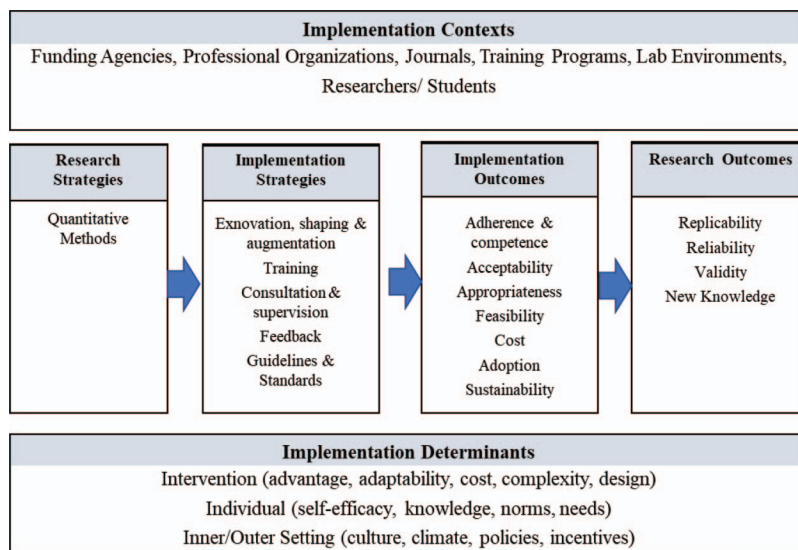 Implementation Contexts
Funding Agencies, Professional Organizations, Journals, Training Programs, Lab Environments,
Researchers/ Students
Research
Strategies
Quantitative
Methods
Implementation
Strategies
Exnovation, shaping &
augmentation
Training
Consultation &
supervision
Feedback
Guidelines &
Standards
Implementation
Outcomes
Adherence &
competence
Acceptability
Appropriateness
Feasibility
Cost
Adoption
Sustainability
Research Outcomes
Replicability
Reliability
Validity
New Knowledge
Implementation Determinants
Intervention (advantage, adaptability, cost, complexity, design)
Individual (self-efficacy, knowledge, norms, needs)
Inner/Outer Setting (culture, climate, policies, incentives)